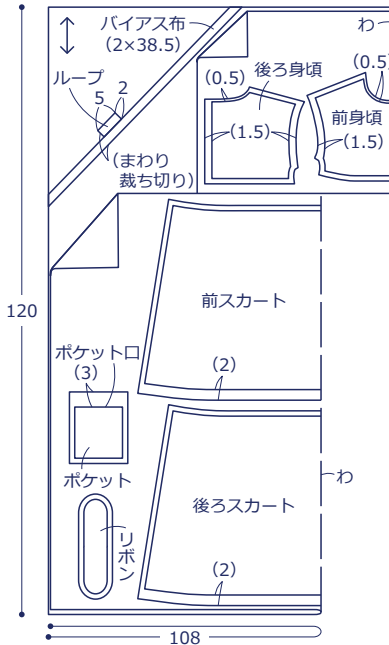 バイアス布
(2×38.5)
わ
ループ
2
5
(0.5)
後ろ身頃
(0.5)
(1.5)
前身頃
(1.5)
(まわり
裁ち切り)
120
前スカート
ポケット口
(3)
(2)
ポケット
後ろスカート
わ
リボン
(2)
108